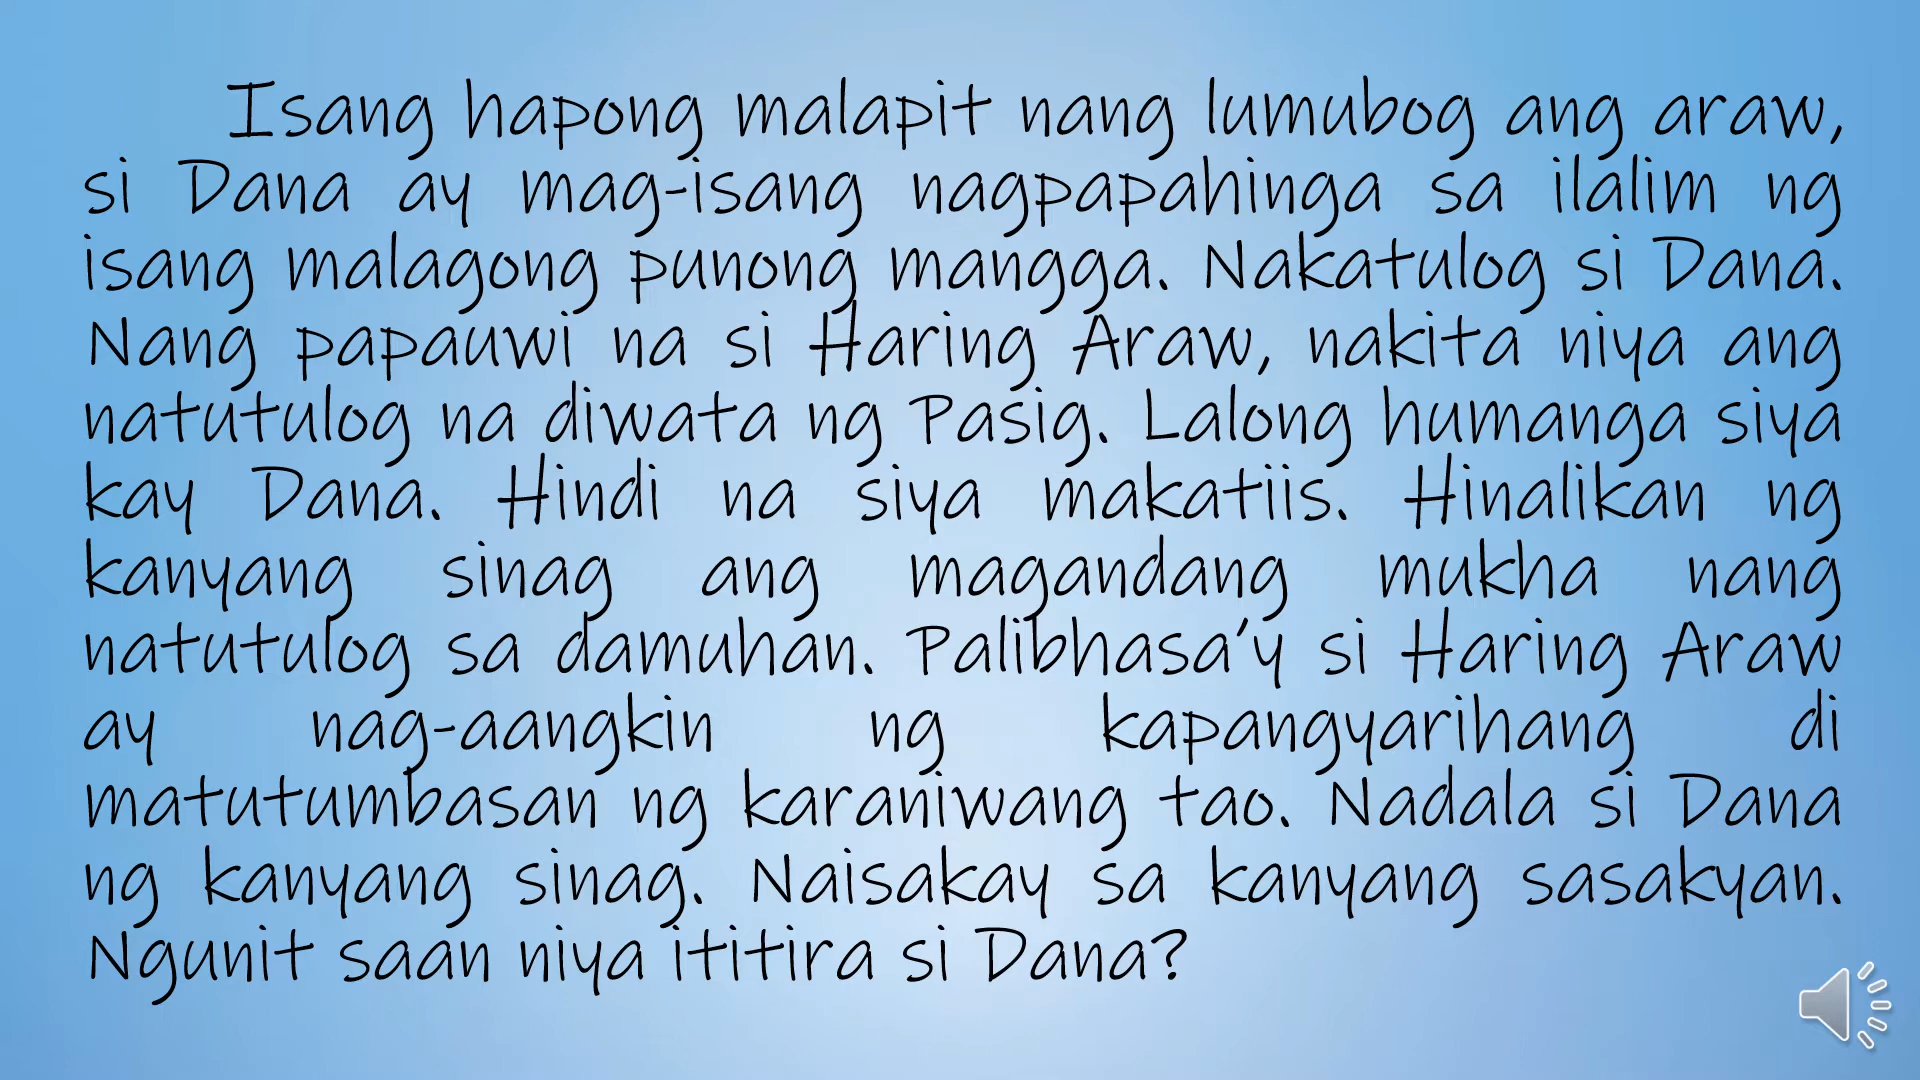 Isang hapong malapit nang lumubog ang araw,
si Dana ay mag-isang nagpapahinga sa ilalim ng
isang malagong punong mangga. Nakatulog si Dana.
Nang papauwi na si Haring Araw, nakita niya ang
natutulog na diwata ng Pasig. Lalong humanga siya
kay Dana. Hindi na siya makatiis. Hinalikan ng
kanyang sinag ang magandang mukha nang
natutulog sa damuhan. Palibhasa'y si Haring Araw
ay nag-aangkin ng kapangyarihang di
matutumbasan ng karaniwang tao. Nadala si Dana
ng kanyang sinag. Naisakay sa kanyang sasakyan.
Ngunit saan niya ititira si Dana?